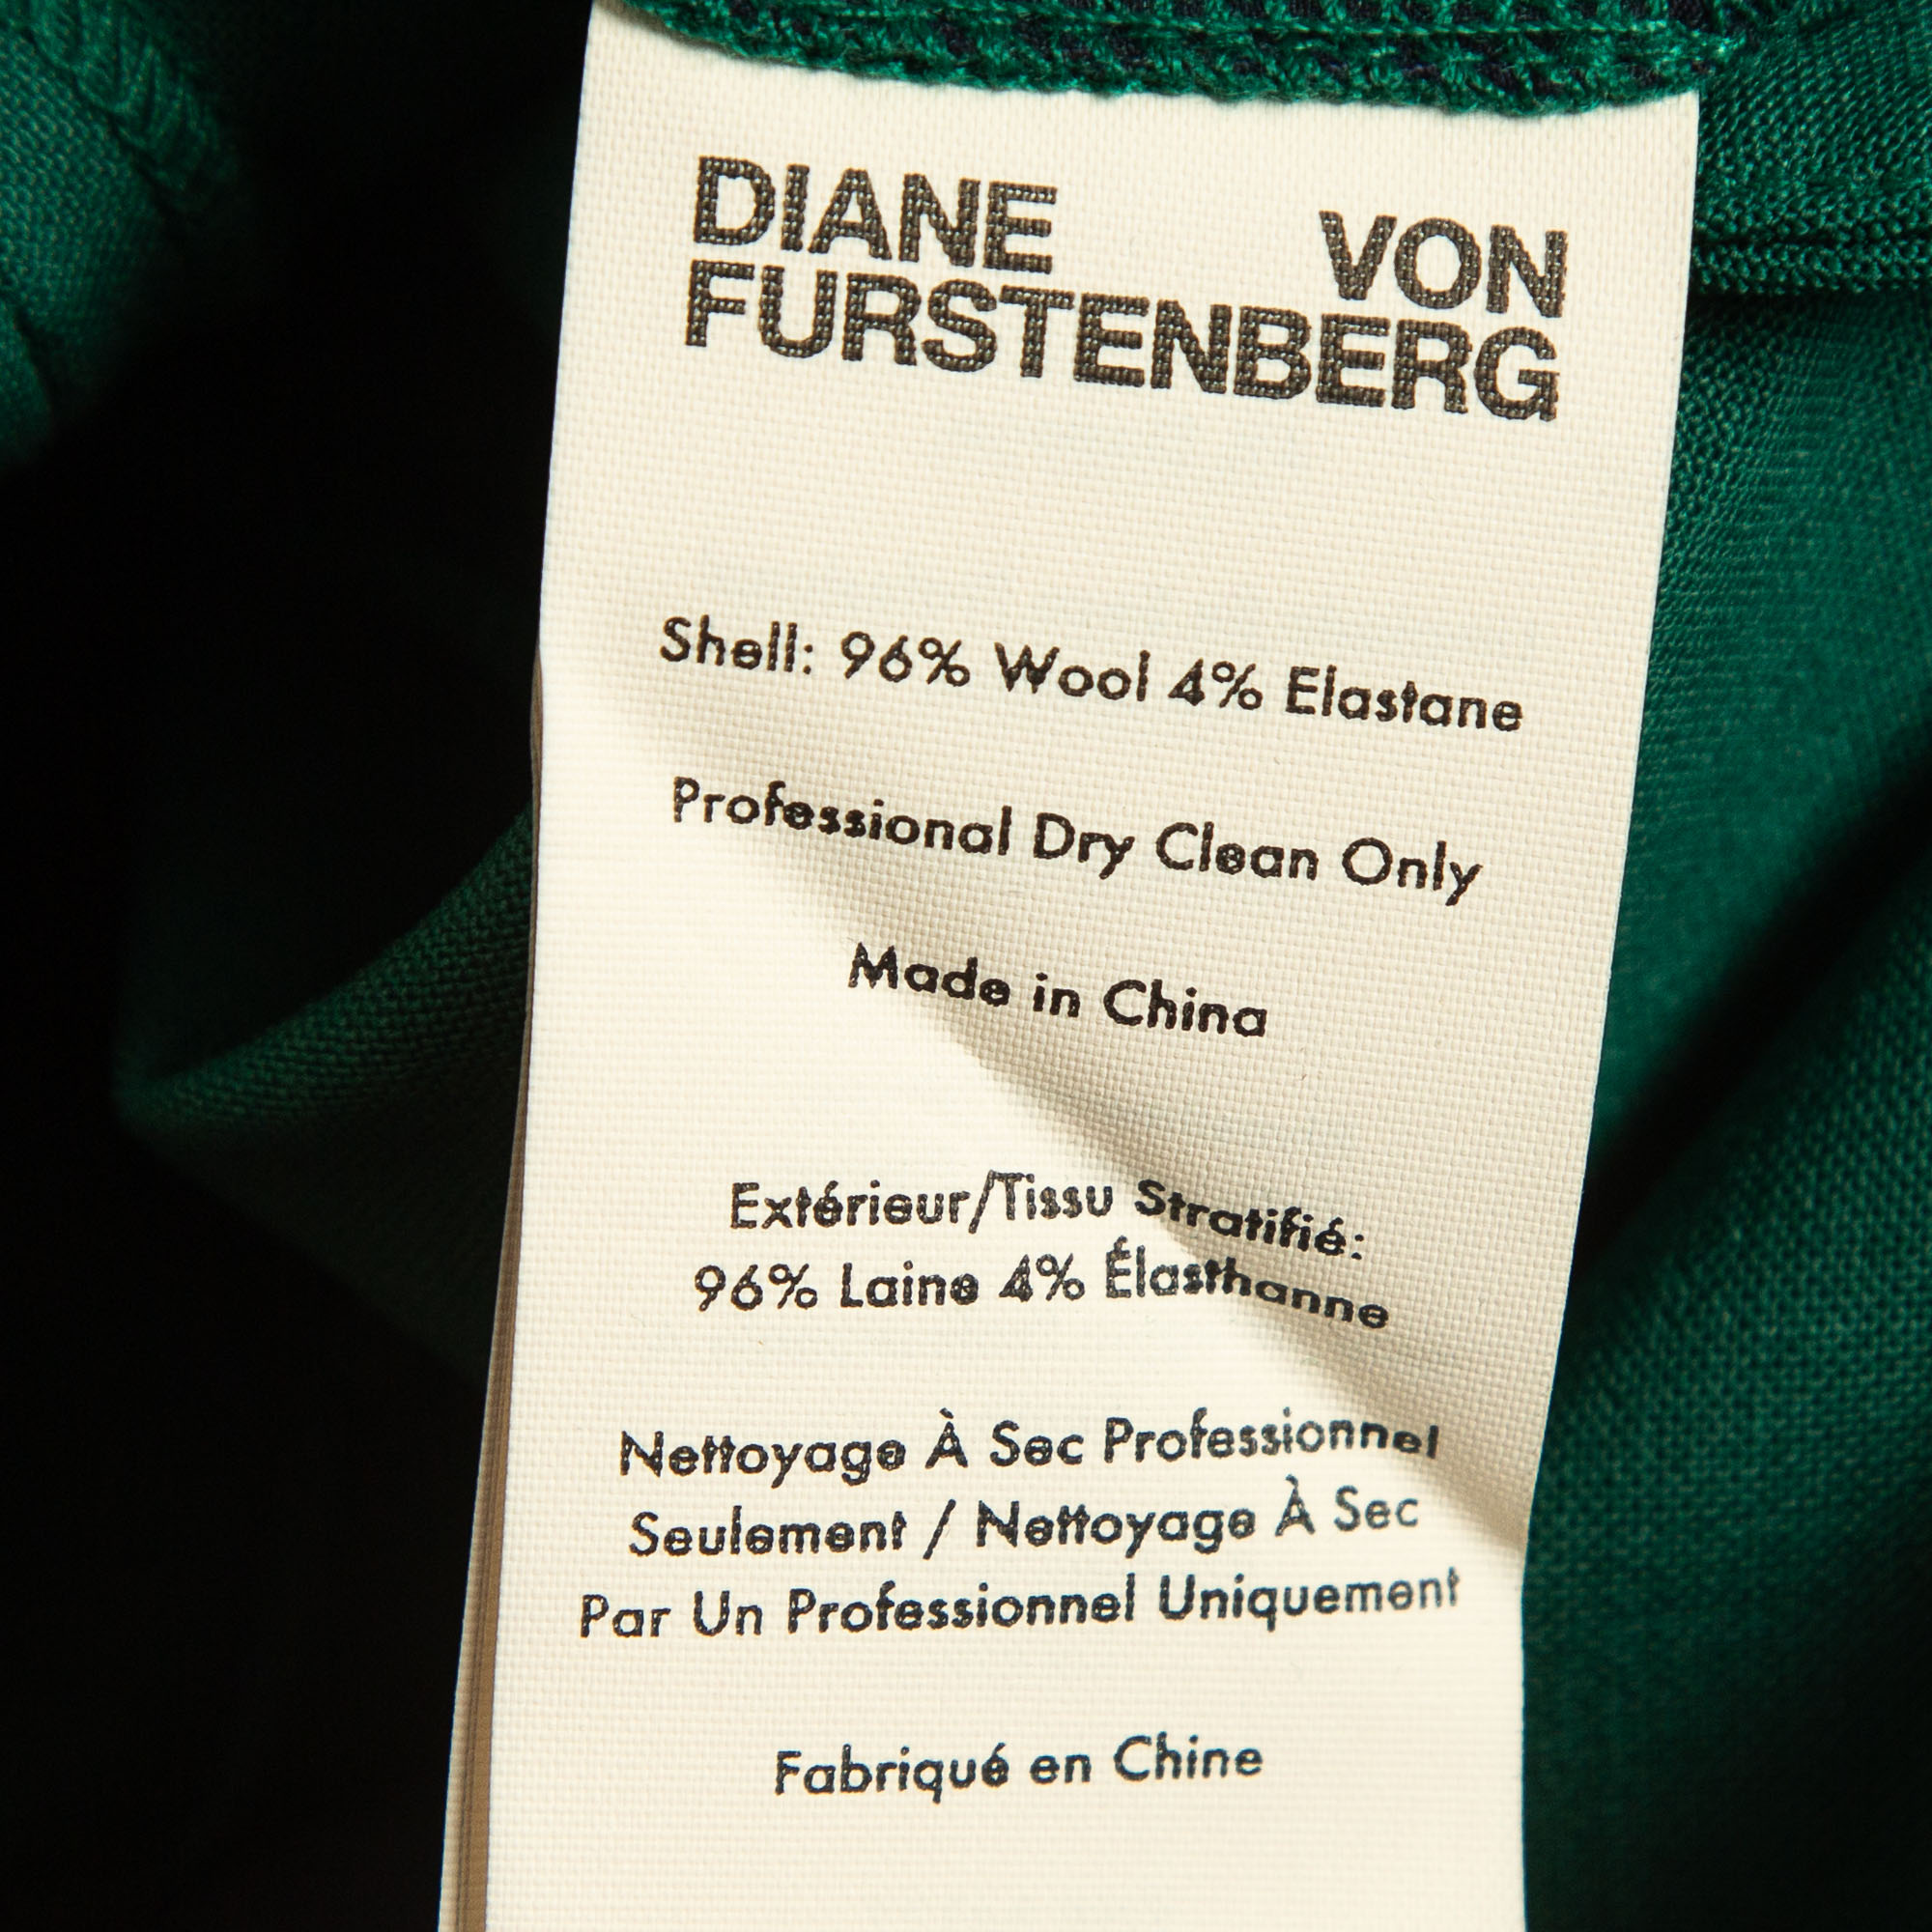 DIANE VON
FURSTENBERG
Shell: 96% Wool 4% Elastane
Professional Dry Clean Only
Made in China
Extérieur/Tissu Stratifié:
96% Laine 4% Élasthanne
Nettoyage À Sec Professionnel
Seulement / Nettoyage À Sec
Par Un Professionnel Uniquement
Fabriqué en Chine